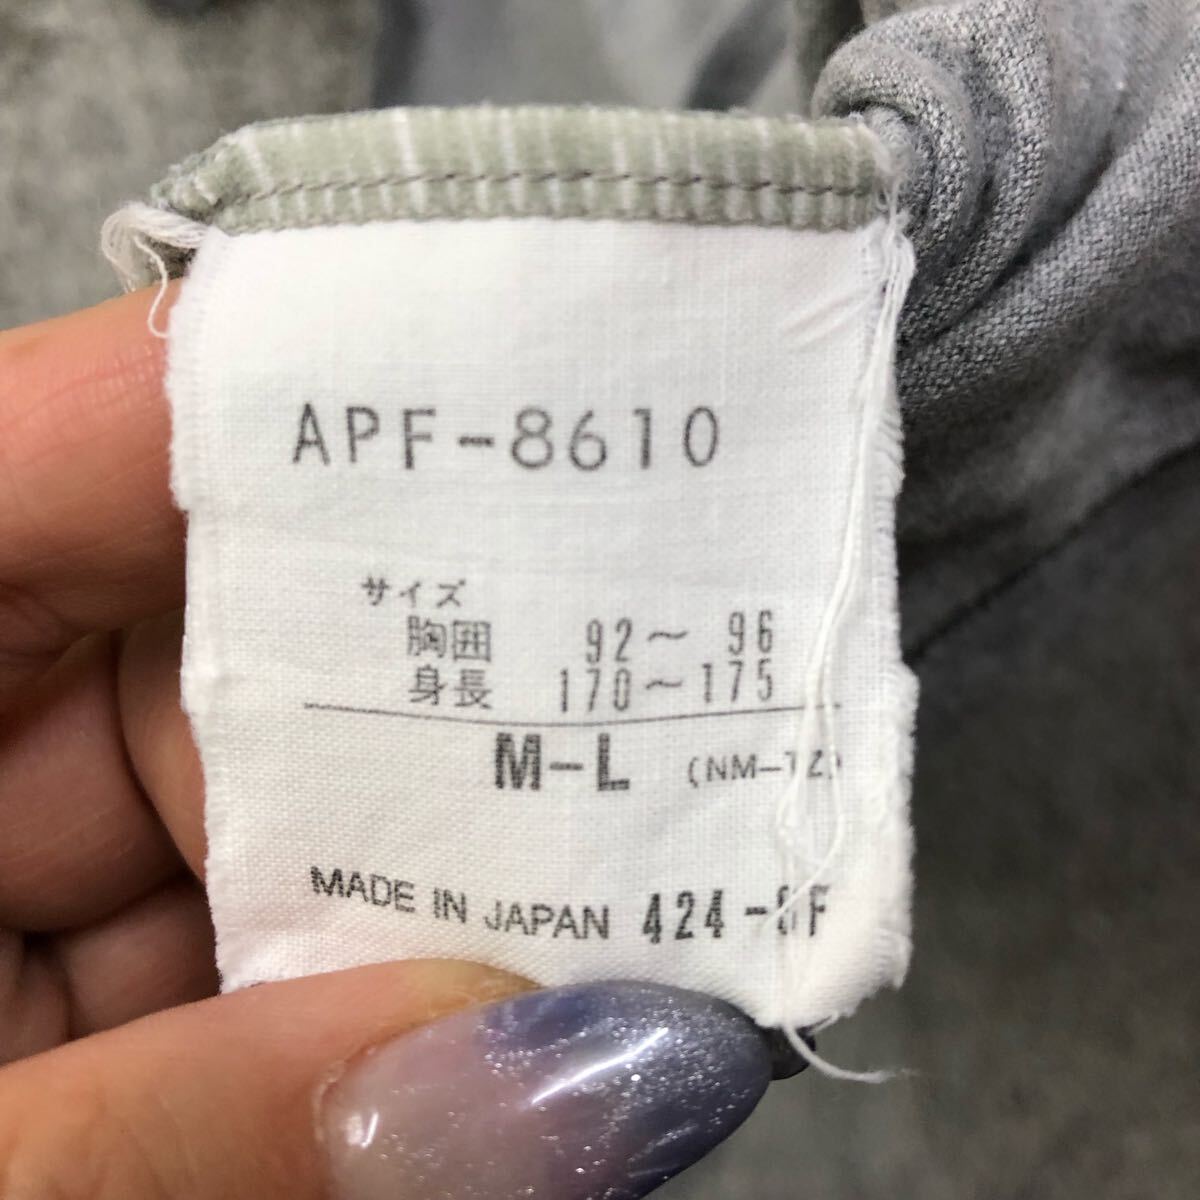 APF-8610
サイズ
胸囲 92~96
身長 170~175
M-L
MADE IN JAPAN